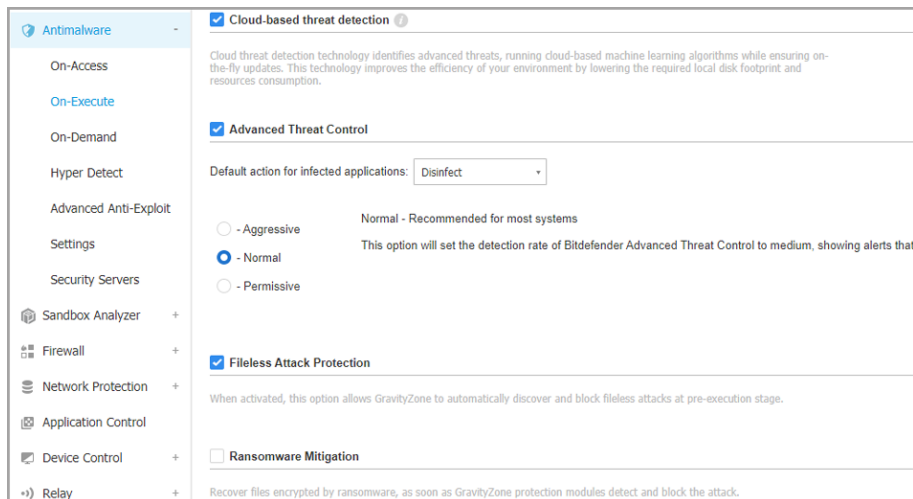 Antimalware -
On-Access
On-Execute
On-Demand
Hyper Detect
Advanced Anti-Exploit
Settings
Security Servers
Sandbox Analyzer +
Firewall +
Network Protection +
Application Control
Device Control +
Relay +
Cloud-based threat detection i
Cloud threat detection technology identifies advanced threats, running cloud-based machine learning algorithms while ensuring on-
the-fly updates. This technology improves the efficiency of your environment by lowering the required local disk footprint and
resources consumption.
Advanced Threat Control
Default action for infected applications: Disinfect
- Aggressive
- Normal
- Permissive
Normal - Recommended for most systems
This option will set the detection rate of Bitdefender Advanced Threat Control to medium, showing alerts that
Fileless Attack Protection
When activated, this option allows GravityZone to automatically discover and block fileless attacks at pre-execution stage.
Ransomware Mitigation
Recover files encrypted by ransomware, as soon as GravityZone protection modules detect and block the attack.